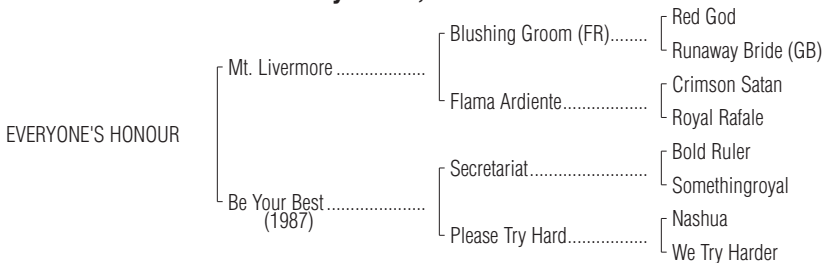 Blushing Groom (FR)........
Red God
Runaway Bride (GB)
Mt. Livermore ...................
Flama Ardiente..................
Crimson Satan
Royal Rafale
EVERYONE'S HONOUR
Secretariat.........................
Bold Ruler
Somethingroyal
Be Your Best .....................
(1987)
Please Try Hard.................
Nashua
We Try Harder